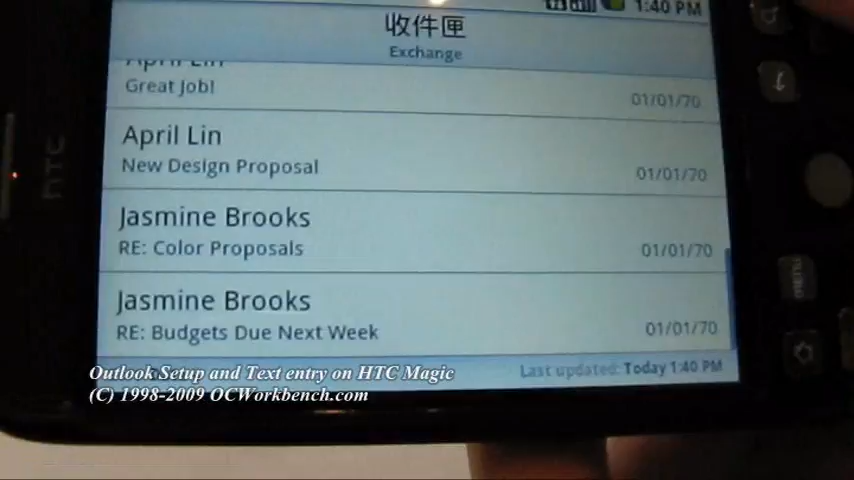 1:40 PM
收件匣
Exchange
April Lin
Great Job!
01/01/70
April Lin
New Design Proposal
01/01/70
Jasmine Brooks
RE: Color Proposals
01/01/70
Jasmine Brooks
RE: Budgets Due Next Week
01/01/70
Last updated: Today 1:40 PM
hTC
menu
Outlook Setup and Text entry on HTC Magic
(C) 1998-2009 OCWorkbench.com